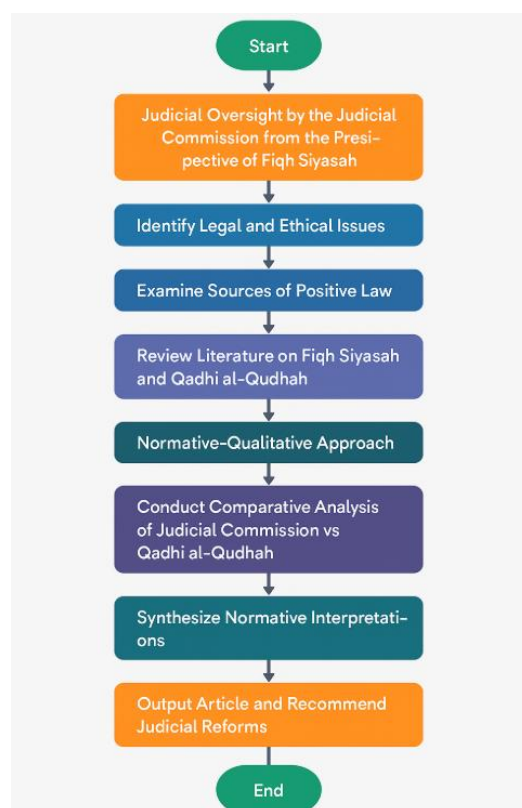 Start
Judicial Oversight by the Judicial
Commission from the Presi-
pective of Fiqh Siyasah
Identify Legal and Ethical Issues
Examine Sources of Positive Law
Review Literature on Fiqh Siyasah
and Qadhi al-Qudhah
Normative-Qualitative Approach
Conduct Comparative Analysis
of Judicial Commission vs
Qadhi al-Qudhah
Synthesize Normative Interpretati-
ons
Output Article and Recommend
Judicial Reforms
End